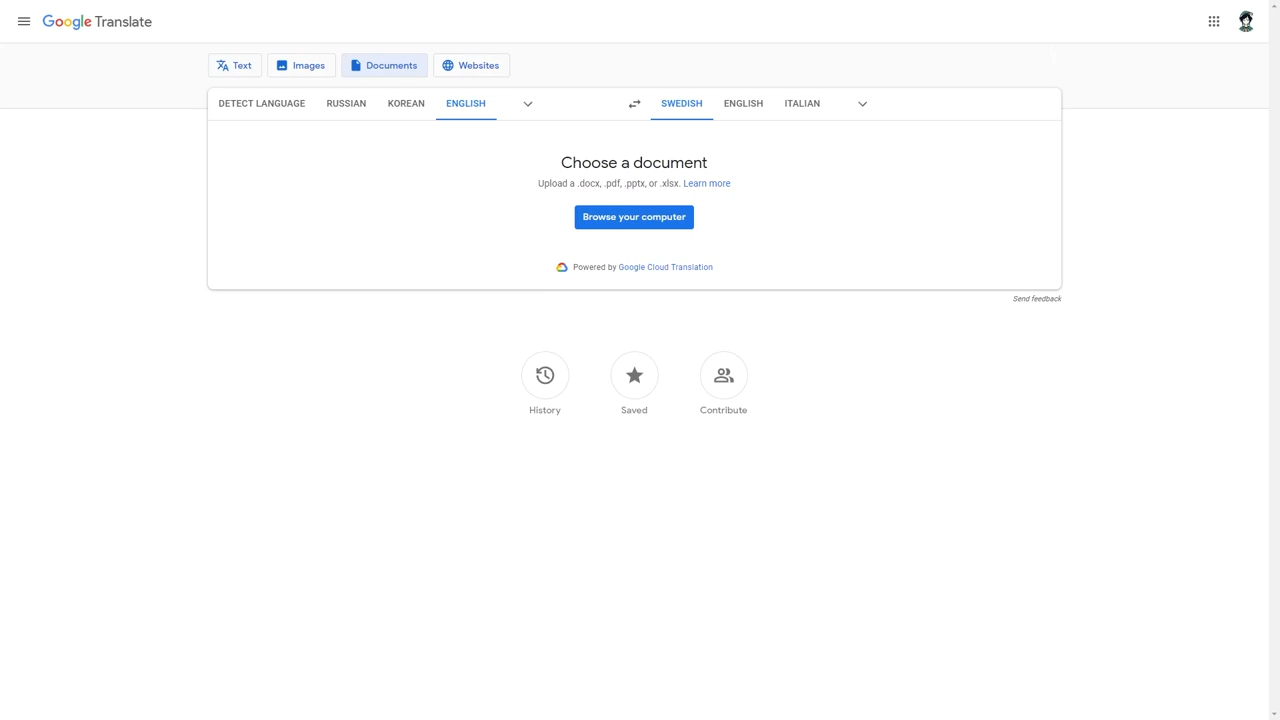 Google Translate
Text Images Documents Websites
DETECT LANGUAGE RUSSIAN KOREAN ENGLISH SWEDISH ENGLISH ITALIAN
Choose a document
Upload a .docx, .pdf, .pptx, or .xlsx. Learn more
Browse your computer
Powered by Google Cloud Translation
Send feedback
History Saved Contribute